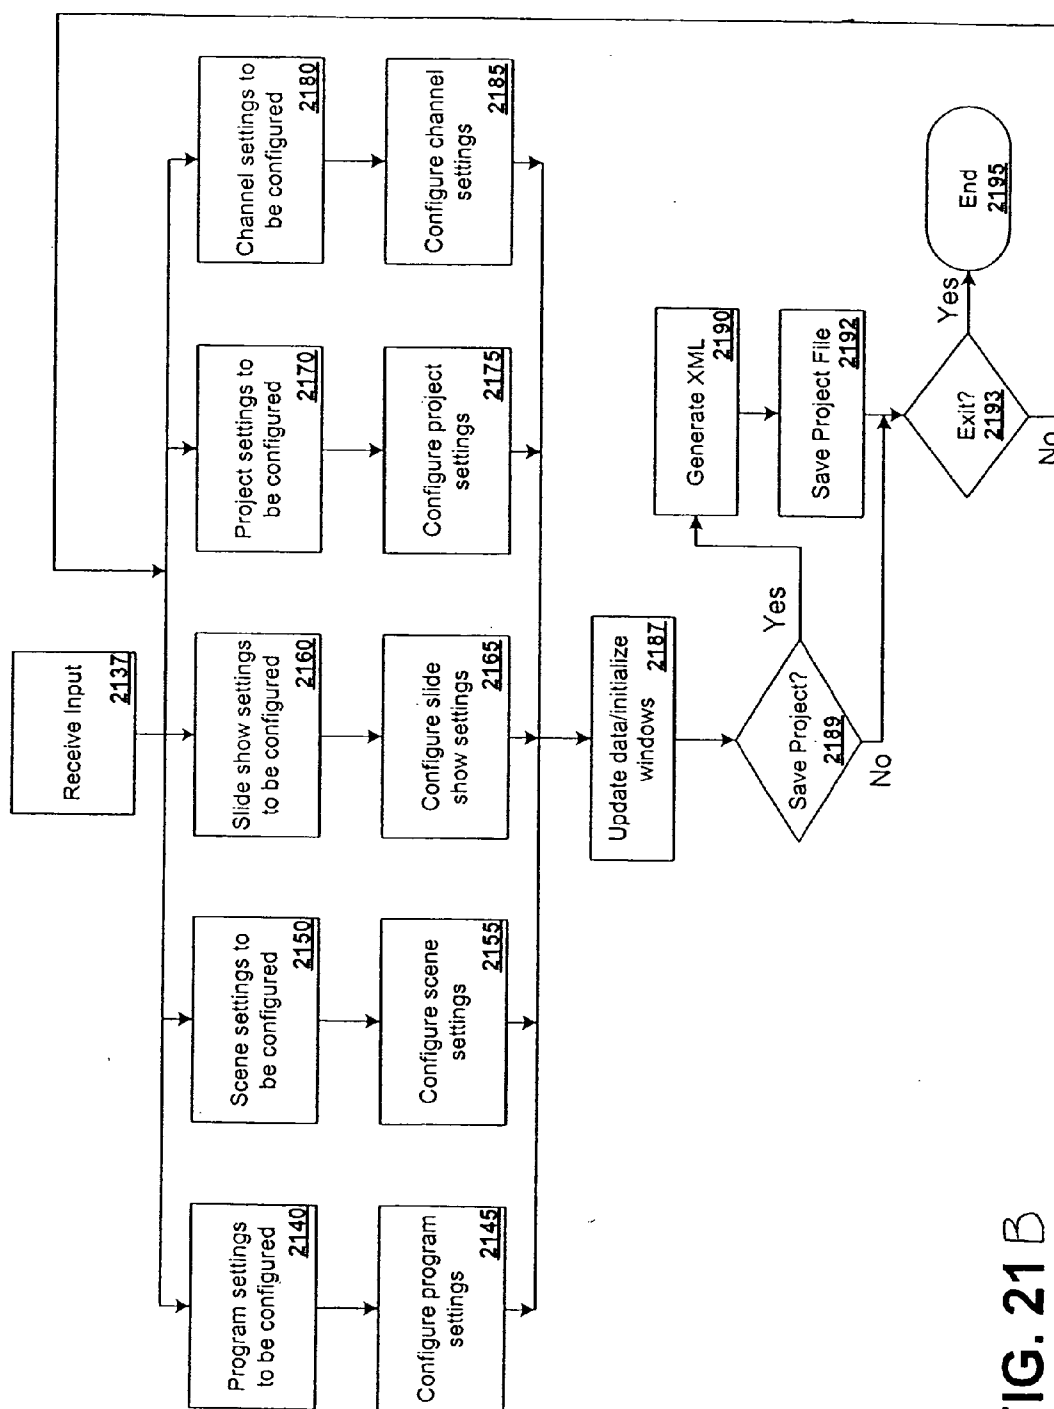 Receive Input
2137
Program settings
to be configured
2140
Scene settings to
be configured
2150
Slide show settings
to be configured
2160
Project settings to
be configured
2170
Channel settings to
be configured
2180
Configure program
settings
2145
Configure scene
settings
2155
Configure slide
show settings
2165
Configure project
settings
2175
Configure channel
settings
2185
Update data/initialize
windows
2187
Save Project?
2189
Yes
No
Generate XML
2190
Save Project File
2192
Exit?
2193
Yes
No
End
2195
FIG. 21 B